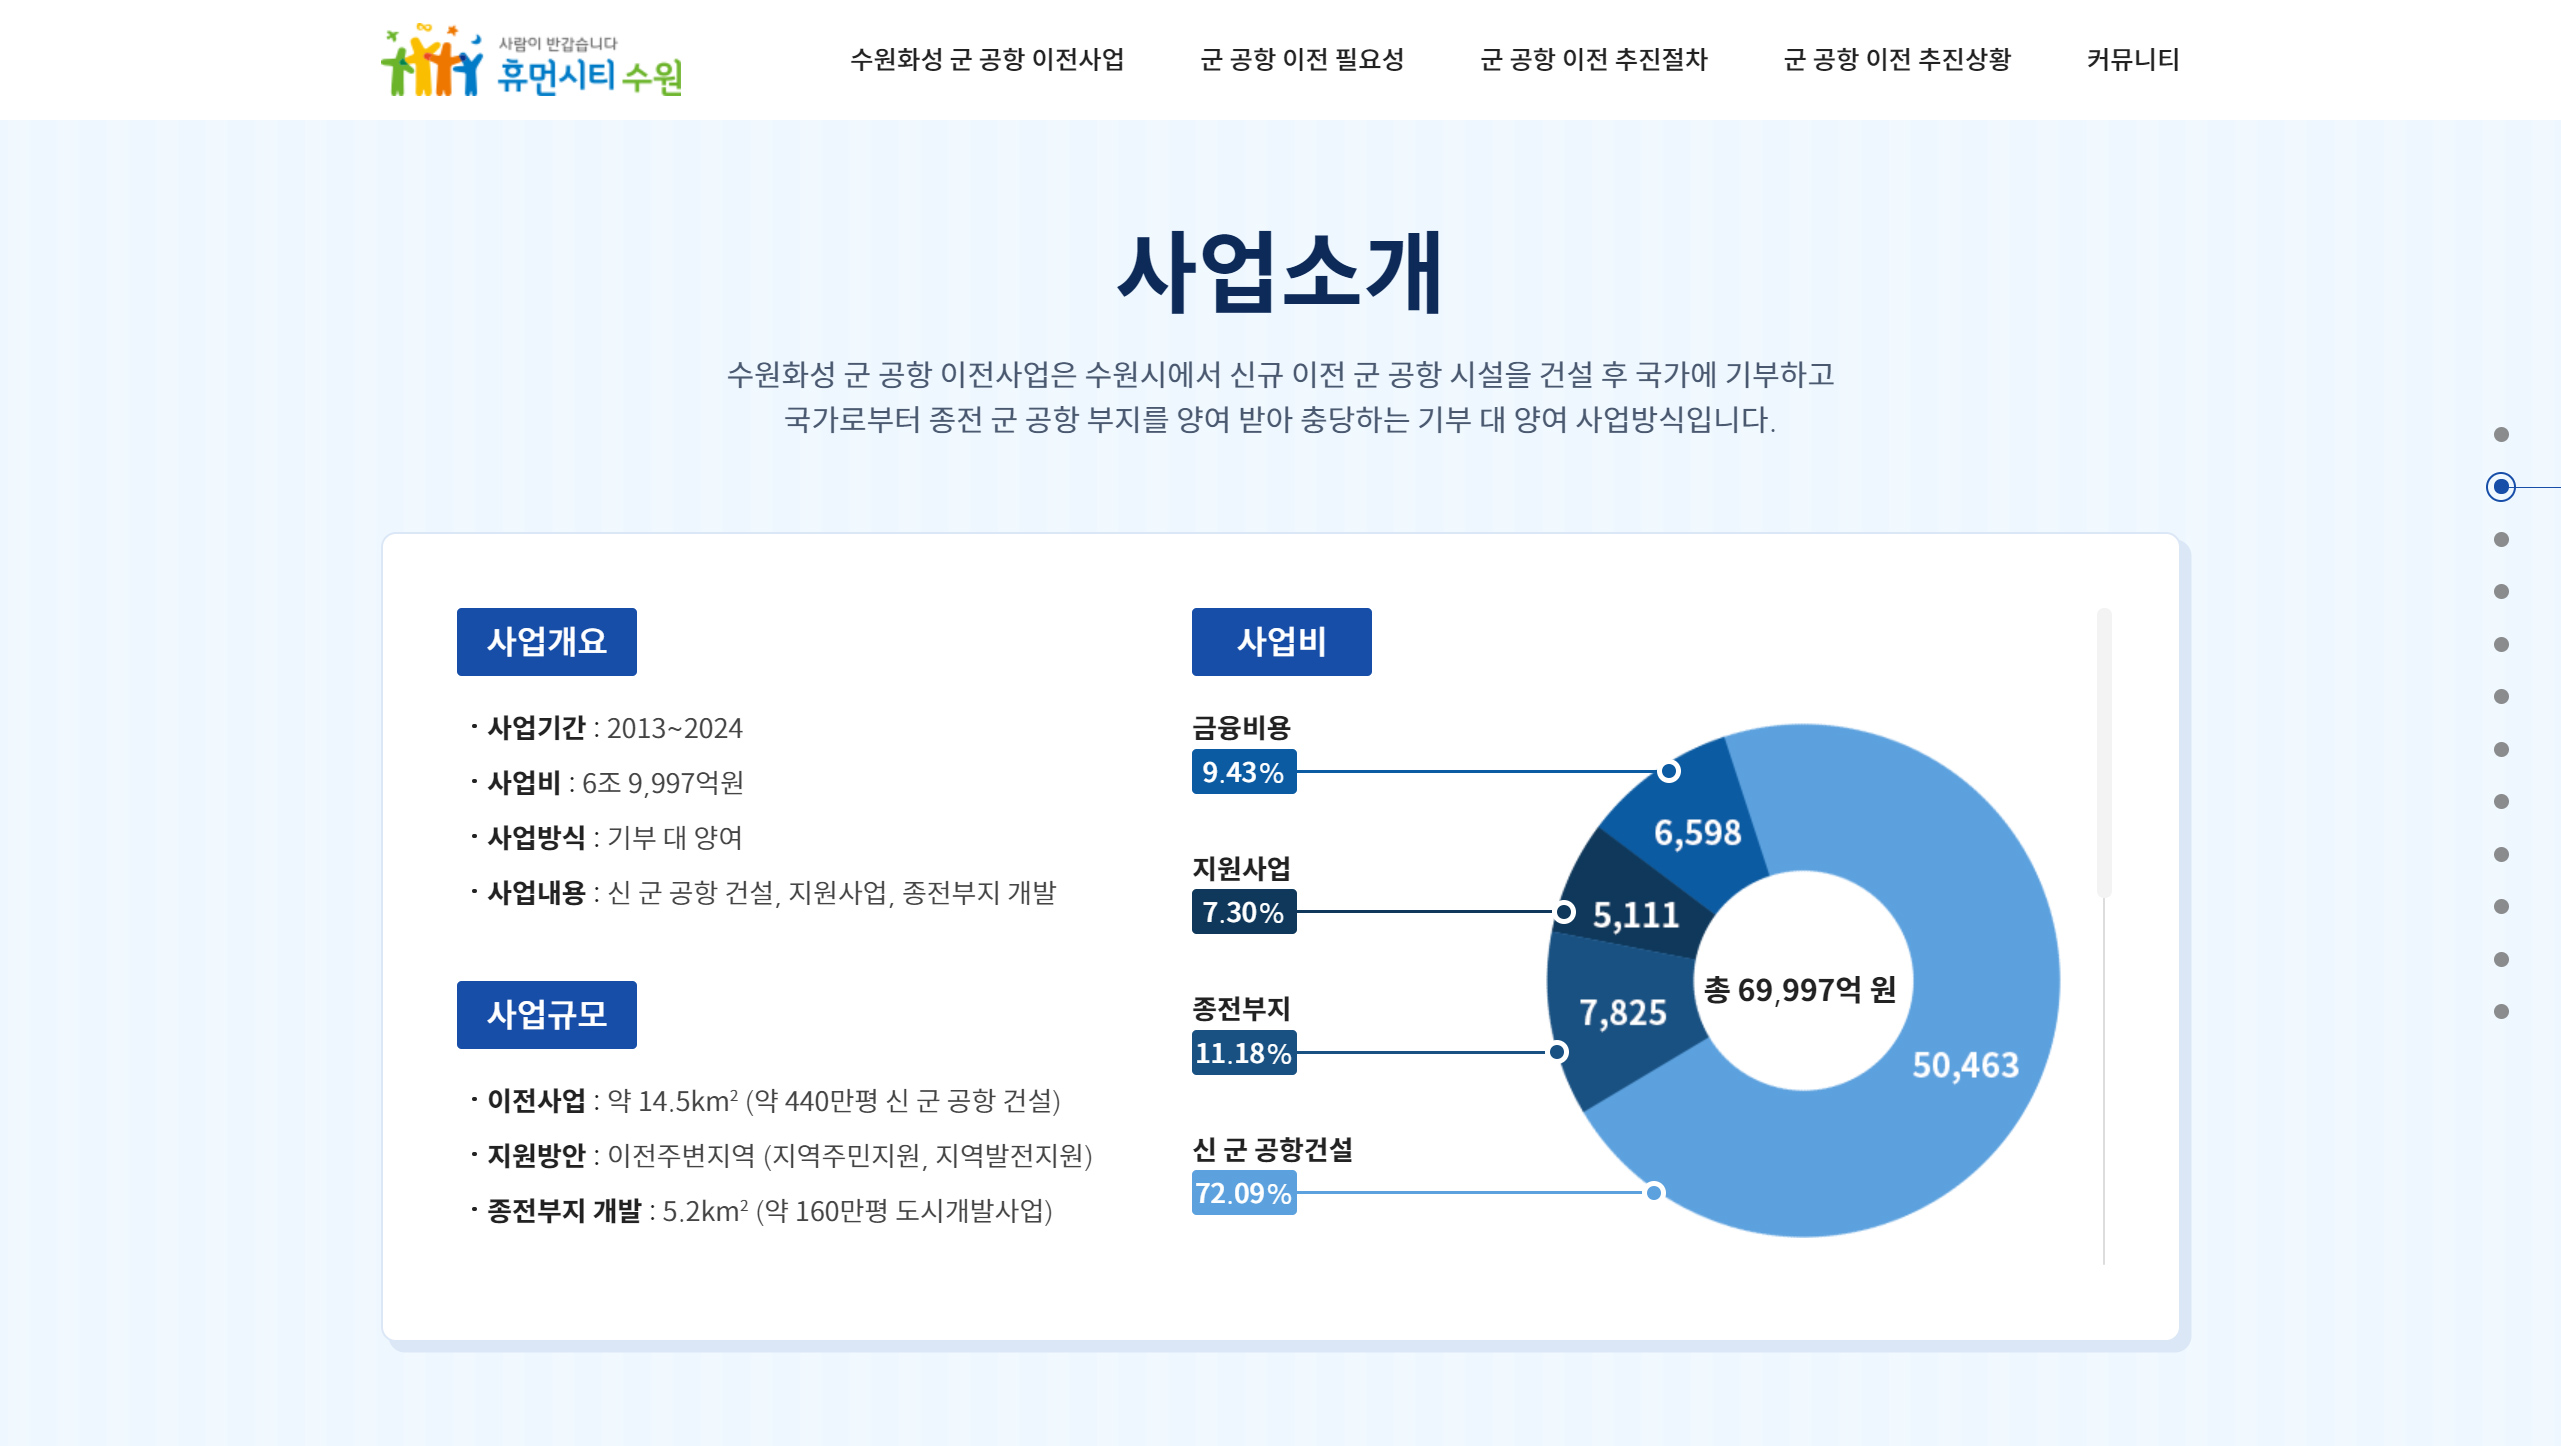 사람이 반갑습니다
휴먼시티 수원
수원화성 군 공항 이전사업
군 공항 이전 필요성
군 공항 이전 추진절차
군 공항 이전 추진상황
커뮤니티
사업소개
수원화성 군 공항 이전사업은 수원시에서 신규 이전 군 공항 시설을 건설 후 국가에 기부하고
국가로부터 종전 군 공항 부지를 양여 받아 충당하는 기부 대 양여 사업방식입니다.
사업개요
· 사업기간 : 2013~2024
· 사업비 : 6조 9,997억원
· 사업방식 : 기부 대 양여
· 사업내용 : 신 군 공항 건설, 지원사업, 종전부지 개발
사업규모
· 이전사업 : 약 14.5km² (약 440만평 신 군 공항 건설)
· 지원방안 : 이전주변지역 (지역주민지원, 지역발전지원)
· 종전부지 개발 : 5.2km² (약 160만평 도시개발사업)
사업비
금융비용
9.43%
지원사업
7.30%
종전부지
11.18%
신 군 공항건설
72.09%
6,598
5,111
7,825
50,463
총 69,997억 원